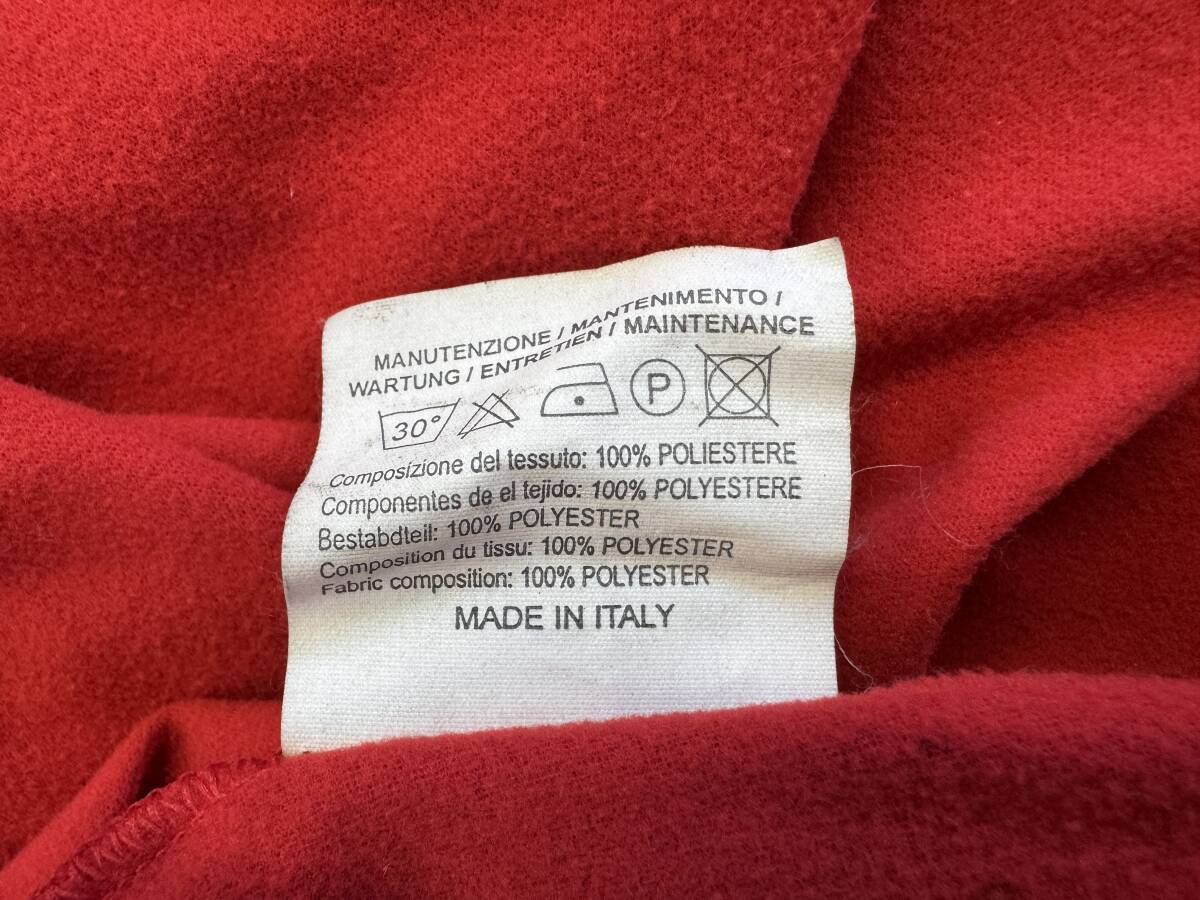 MANUTENZIONE / MANTENIMENTO /
WARTUNG / ENTRETIEN / MAINTENANCE
30° P
Composizione del tessuto: 100% POLIESTERE
Componentes de el tejido: 100% POLYESTERE
Bestabdteil: 100% POLYESTER
Composition du tissu: 100% POLYESTER
Fabric composition: 100% POLYESTER
MADE IN ITALY